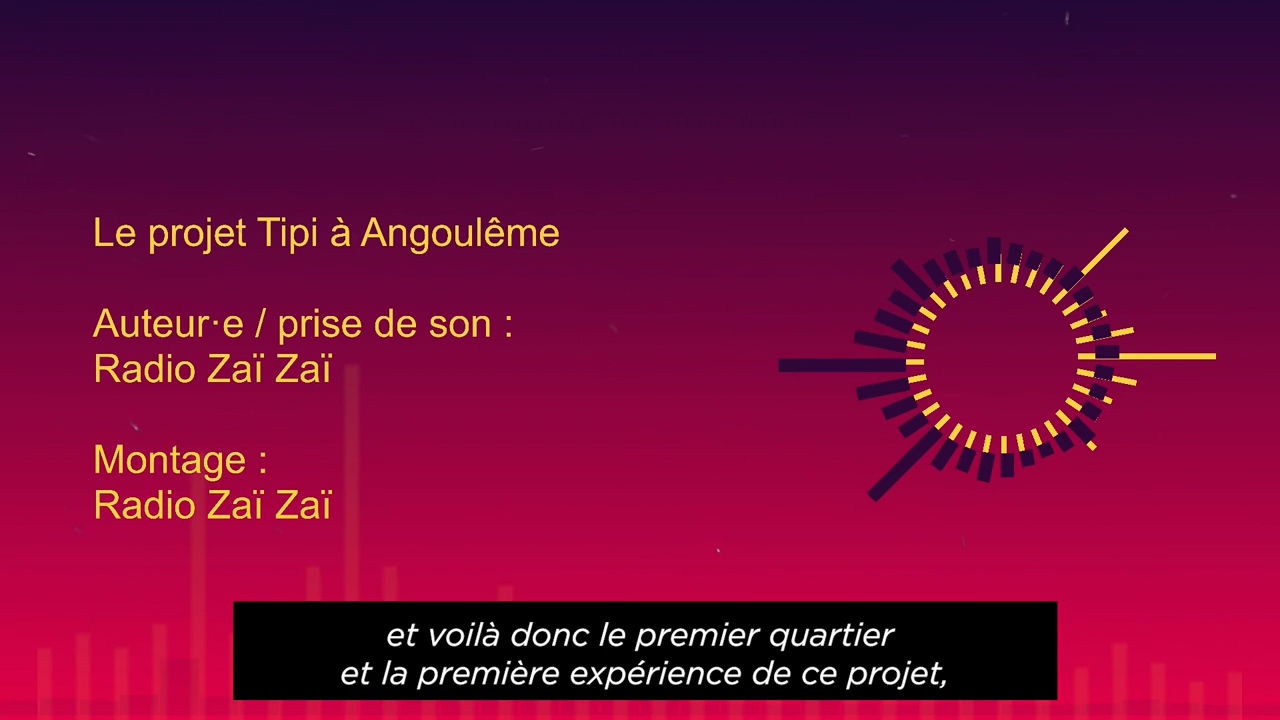 Le projet Tipi à Angoulême
Auteur·e / prise de son :
Radio Zaï Zaï
Montage :
Radio Zaï Zaï
et voilà donc le premier quartier
et la première expérience de ce projet,